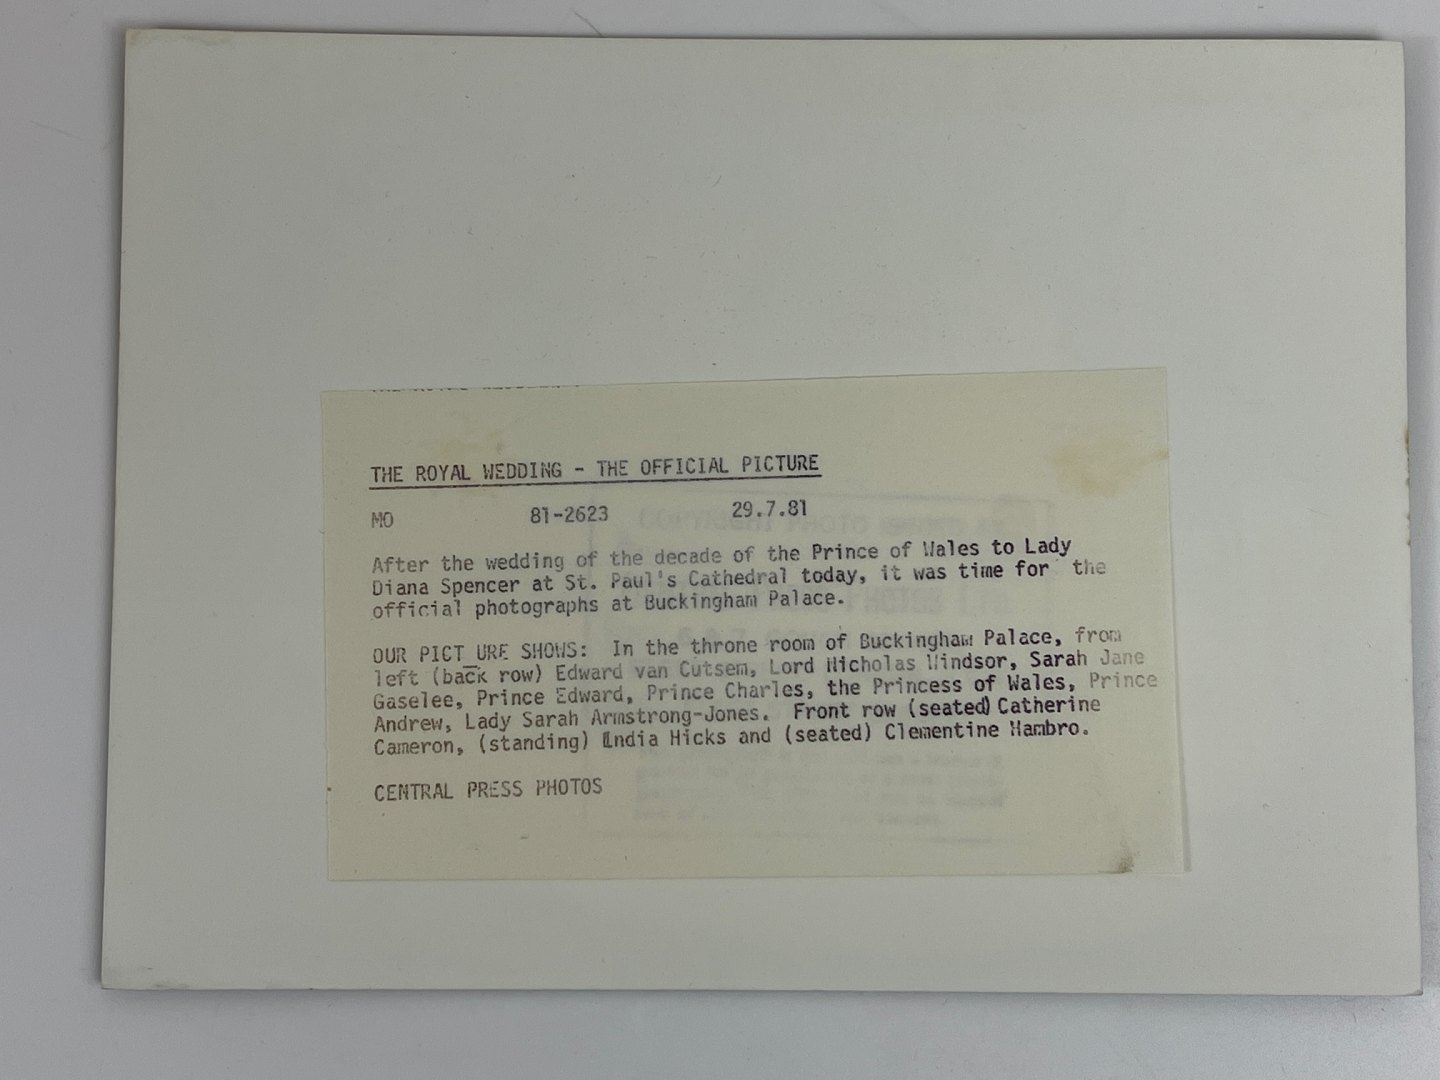 THE ROYAL WEDDING - THE OFFICIAL PICTURE
MO 81-2623 29.7.81
After the wedding of the decade of the Prince of Wales to Lady
Diana Spencer at St. Paul's Cathedral today, it was time for the
official photographs at Buckingham Palace.
OUR PICT URE SHOWS: In the throne room of Buckingham Palace, from
left (back row) Edward van Cutsem, Lord Nicholas Windsor, Sarah Jane
Gaselee, Prince Edward, Prince Charles, the Princess of Wales, Prince
Andrew, Lady Sarah Armstrong-Jones. Front row (seated) Catherine
Cameron, (standing) India Hicks and (seated) Clementine Hambro.
CENTRAL PRESS PHOTOS